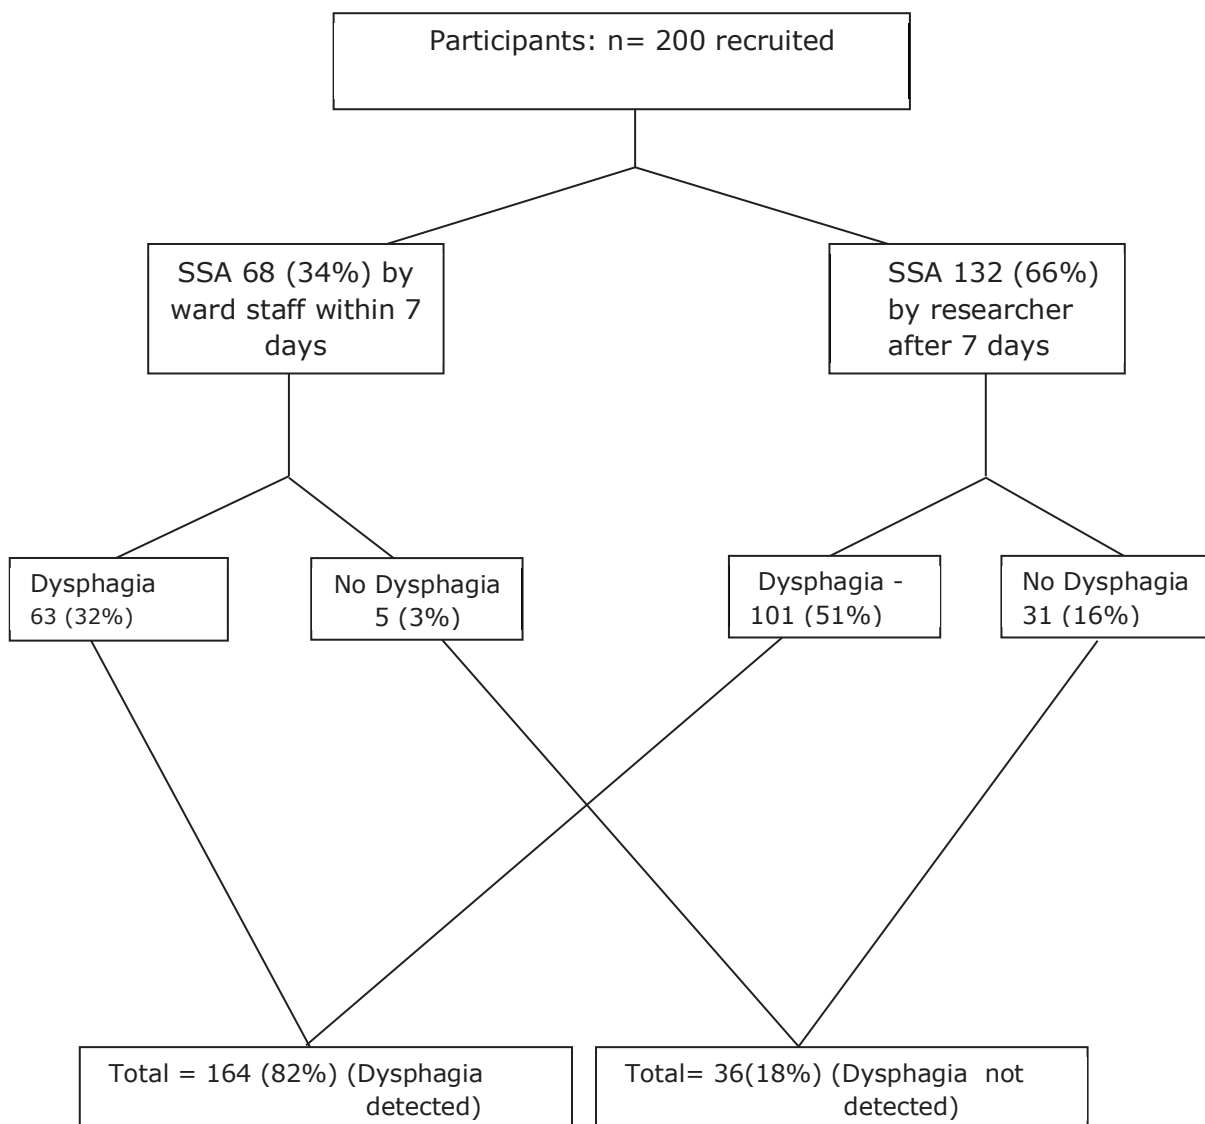 Participants: n= 200 recruited
SSA 68 (34%) by
ward staff within 7
days
SSA 132 (66%)
by researcher
after 7 days
Dysphagia
63 (32%)
No Dysphagia
5 (3%)
Dysphagia -
101 (51%)
No Dysphagia
31 (16%)
Total = 164 (82%) (Dysphagia
detected)
Total= 36(18%) (Dysphagia not
detected)